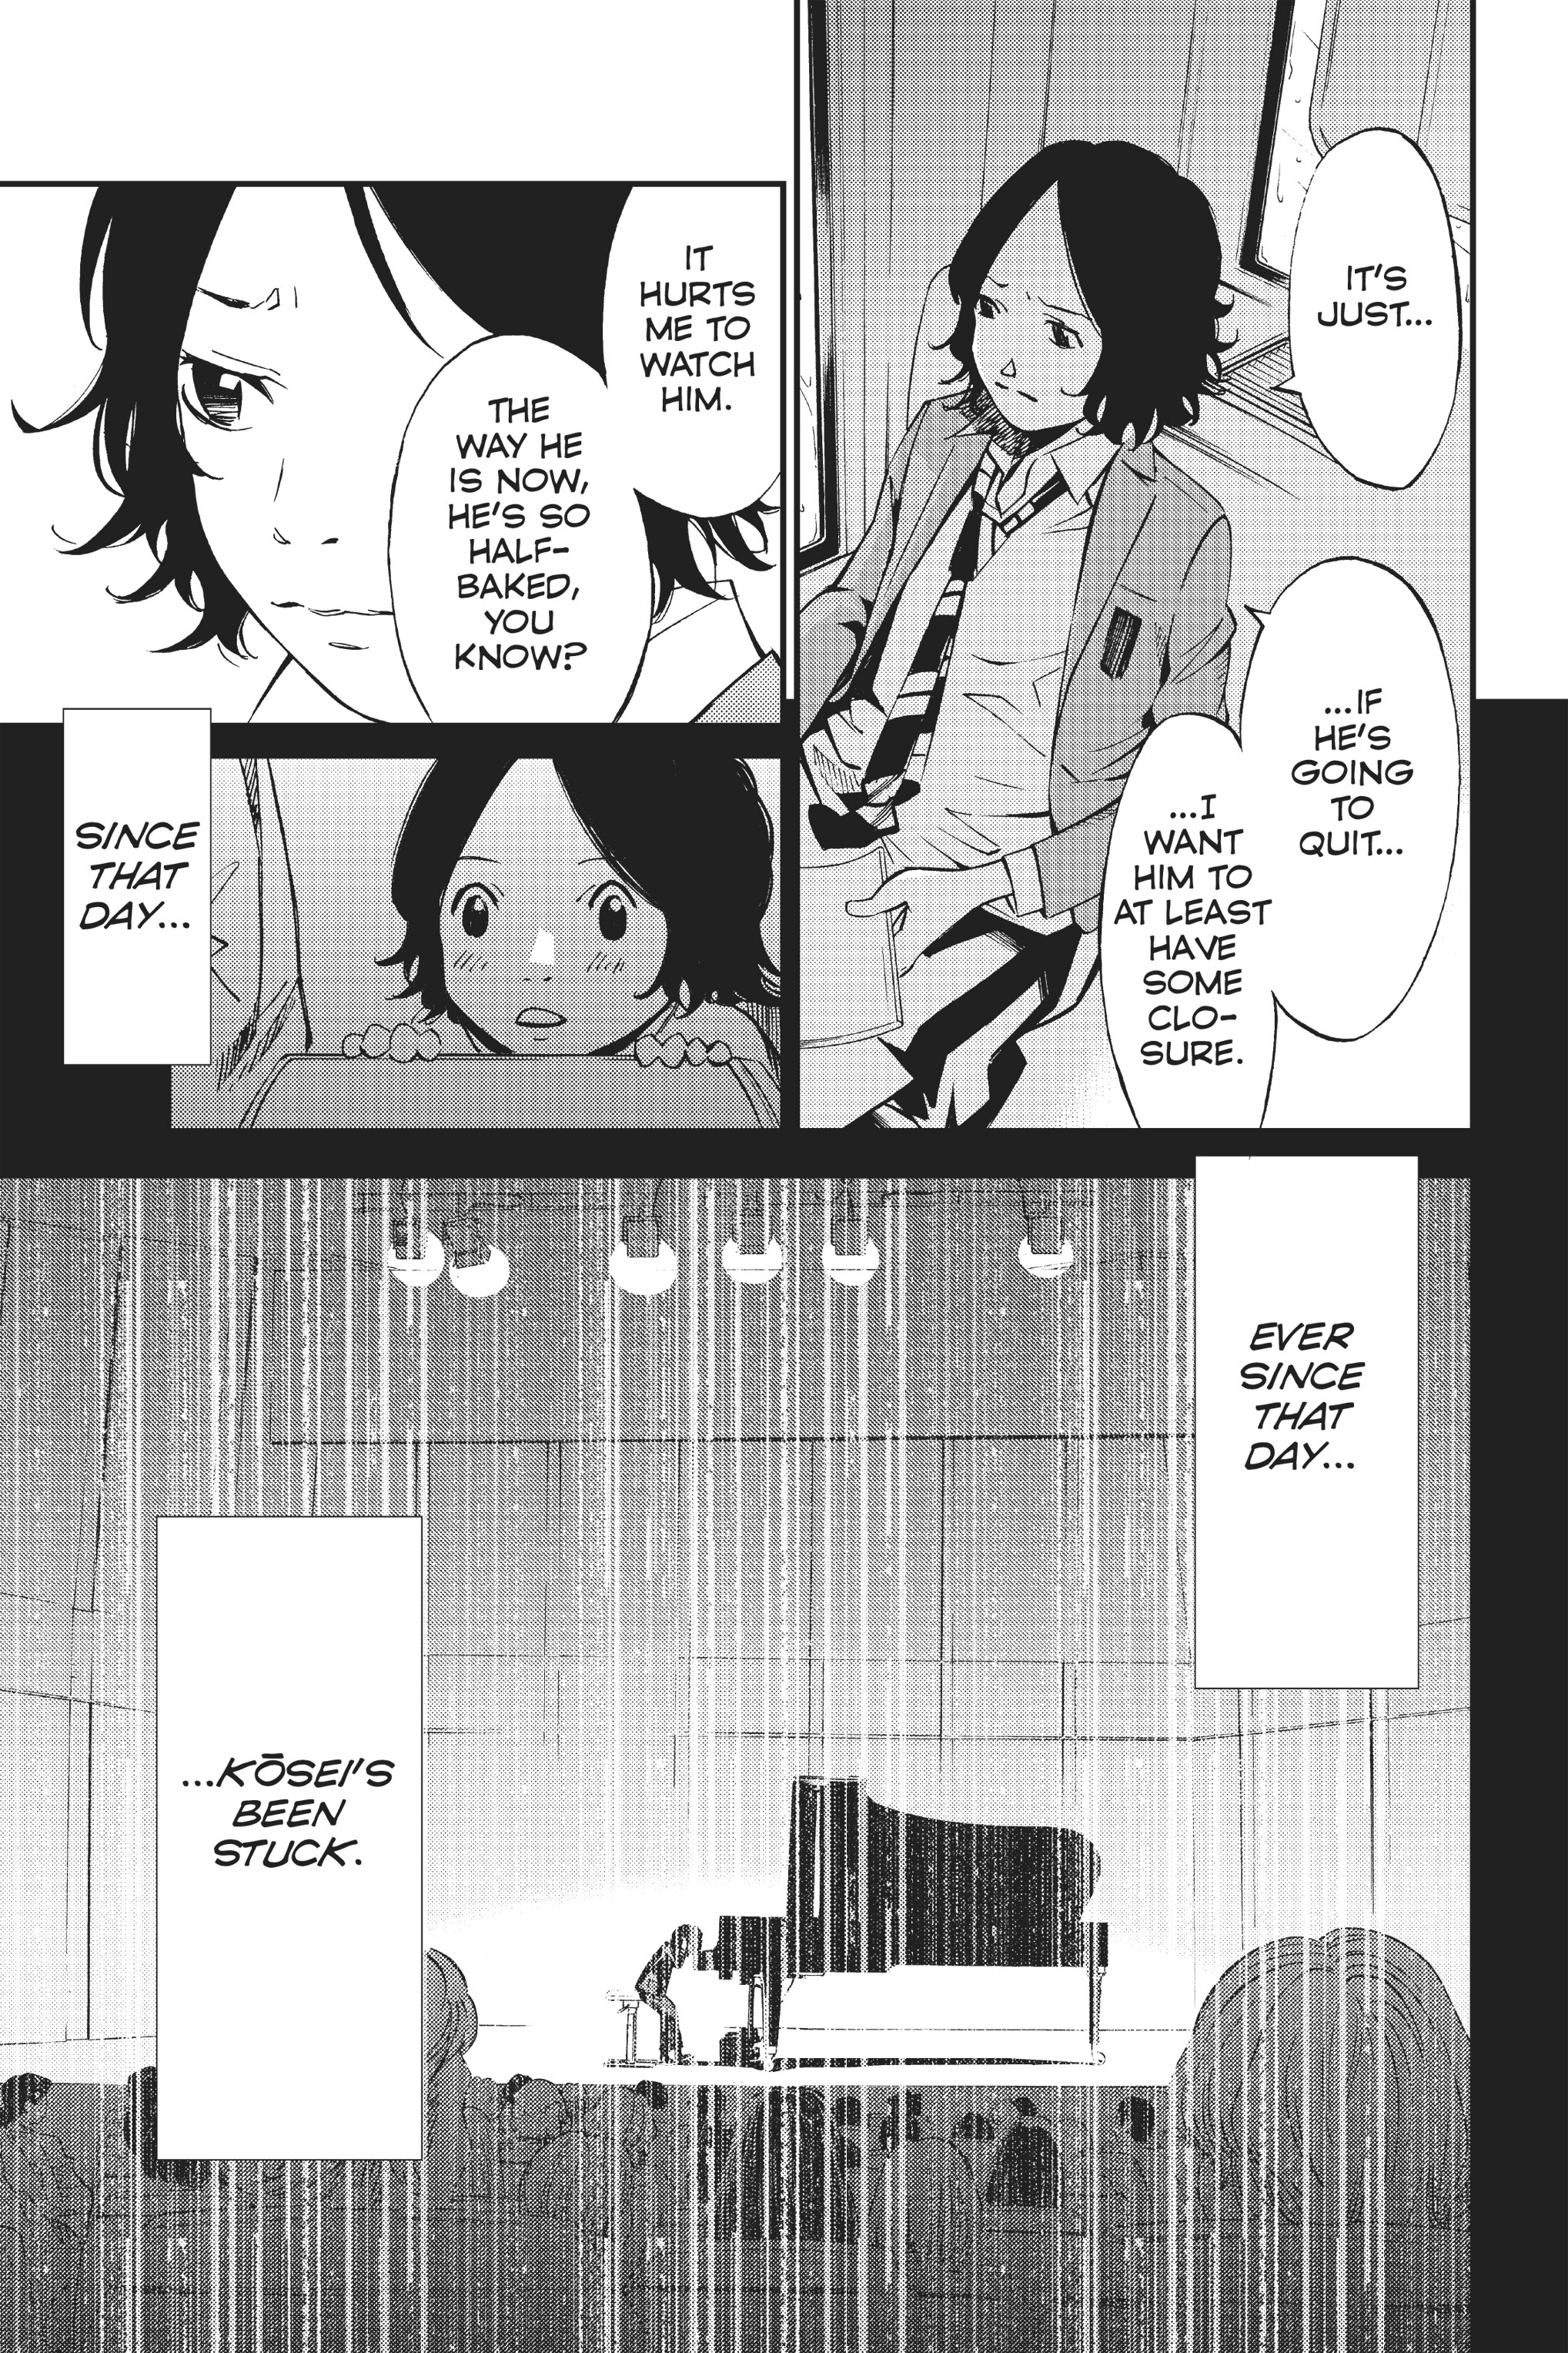 IT'S
JUST...
...IF
HE'S
GOING
TO
QUIT...
...I
WANT
HIM TO
AT LEAST
HAVE
SOME
CLO-
SURE.
IT
HURTS
ME TO
WATCH
HIM.
THE
WAY HE
IS NOW,
HE'S SO
HALF-
BAKED,
YOU
KNOW?
SINCE
THAT
DAY...
EVER
SINCE
THAT
DAY...
...KŌSEI'S
BEEN
STUCK.